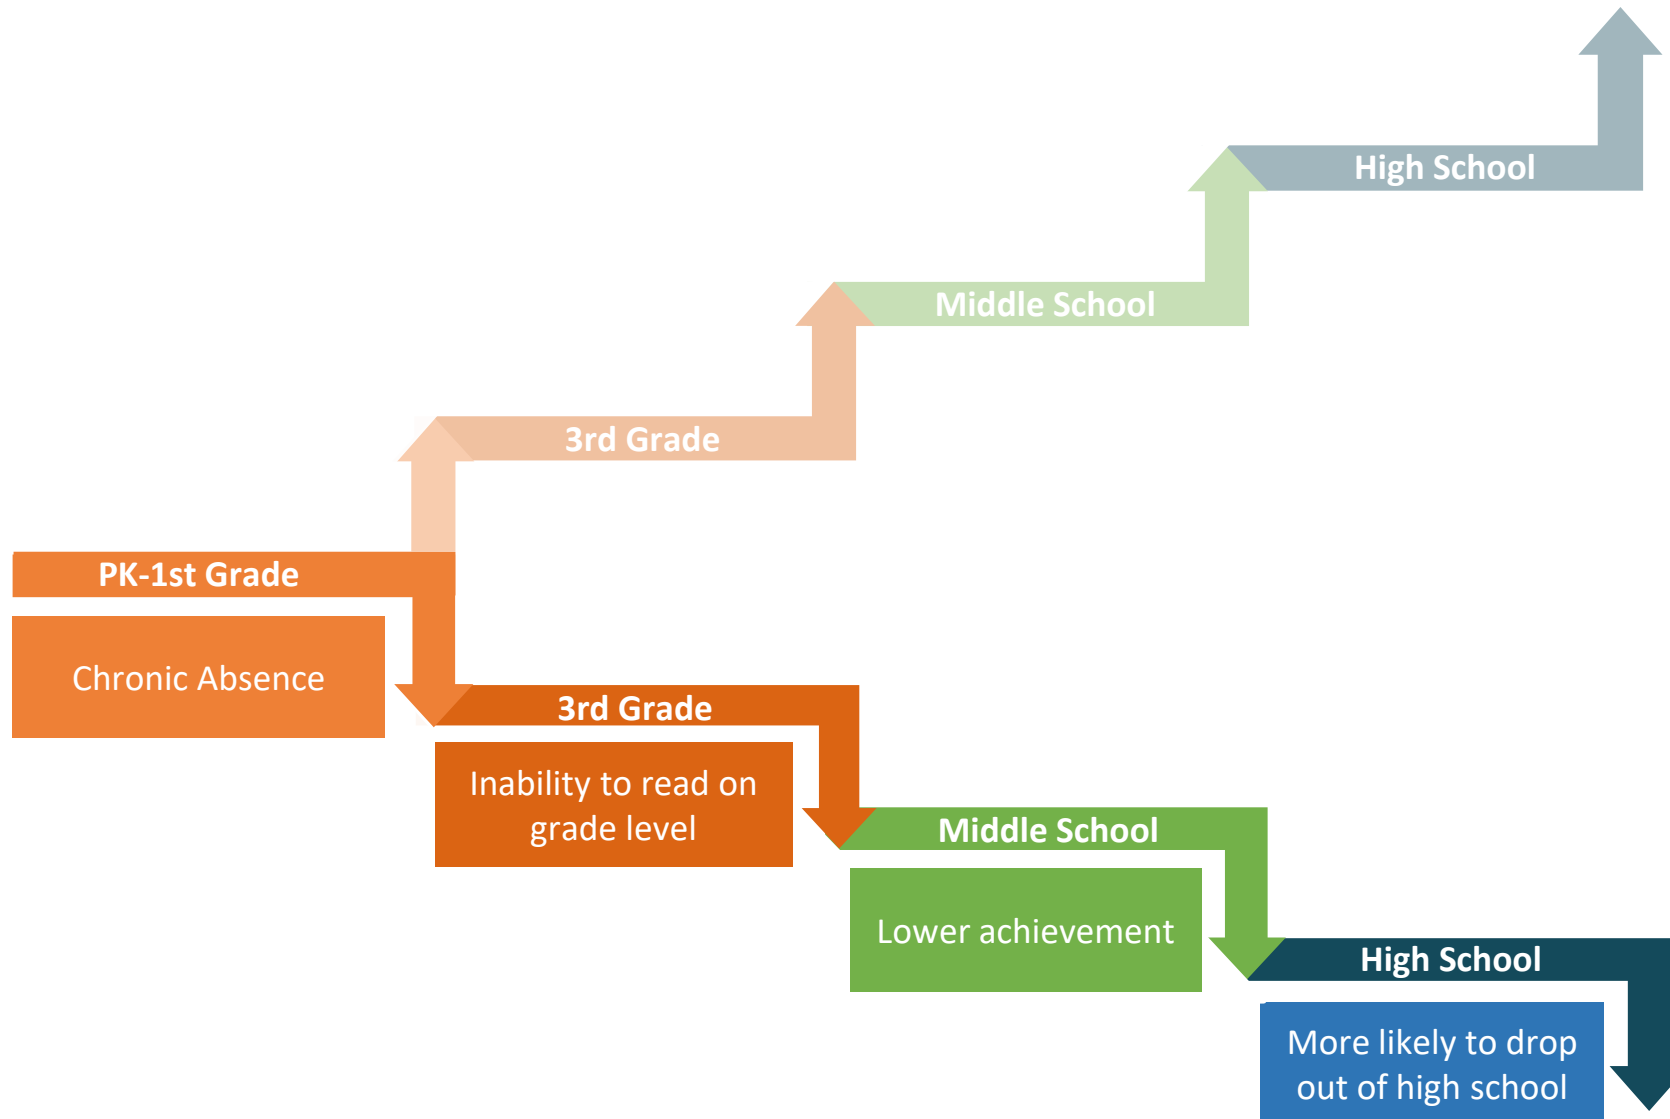 High School
Middle School
3rd Grade
PK-1st Grade
Chronic Absence
3rd Grade
Inability to read on
grade level
Middle School
Lower achievement
High School
More likely to drop
out of high school